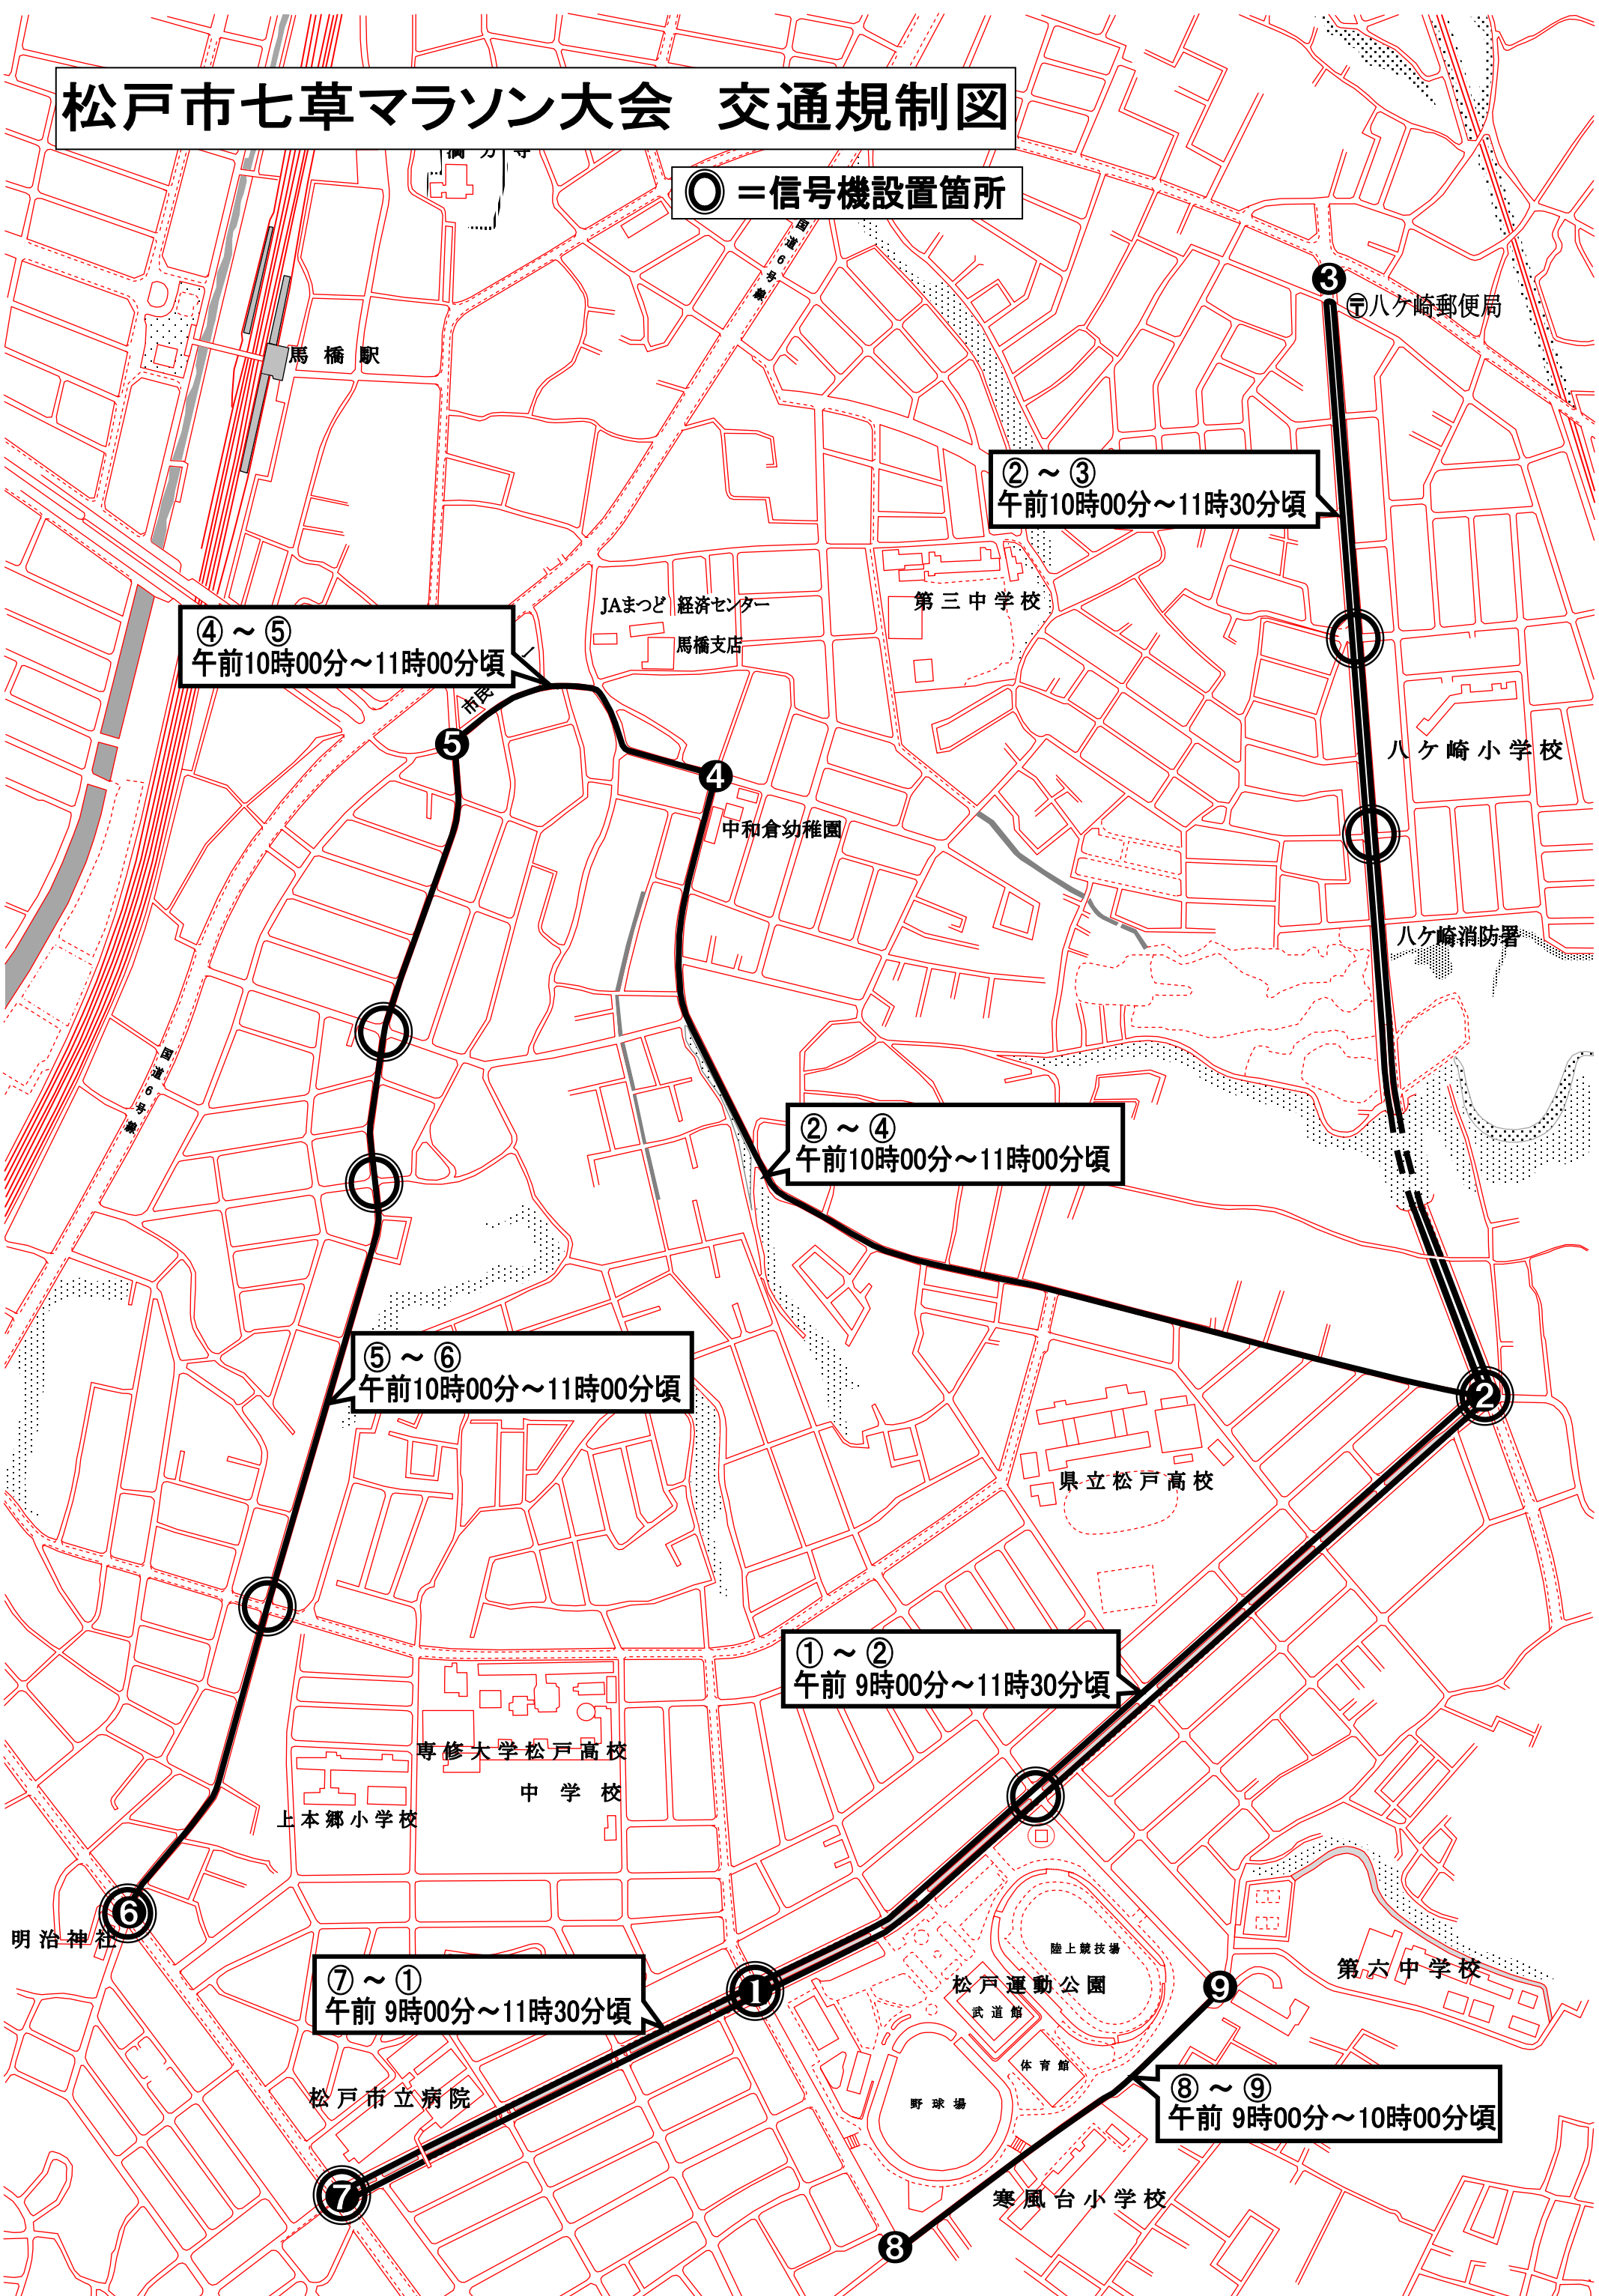 松戸市七草マラソン大会　交通規制図
◎ ＝信号機設置箇所
国道6号線
③
〒八ケ崎郵便局
馬橋駅
② ～ ③
午前10時00分～11時30分頃
JAまつど 経済センター
馬橋支店
第三中学校
④ ～ ⑤
午前10時00分～11時00分頃
市民
⑤
④
八ケ崎小学校
中和倉幼稚園
八ケ崎消防署
国道6号線
② ～ ④
午前10時00分～11時00分頃
⑤ ～ ⑥
午前10時00分～11時00分頃
②
県立松戸高校
① ～ ②
午前 9時00分～11時30分頃
専修大学松戸高校
中学校
上本郷小学校
⑥
明治神社
陸上競技場
松戸運動公園
武道館
第六中学校
⑦ ～ ①
午前 9時00分～11時30分頃
①
⑨
体育館
松戸市立病院
野球場
⑧ ～ ⑨
午前 9時00分～10時00分頃
⑦
寒風台小学校
⑧